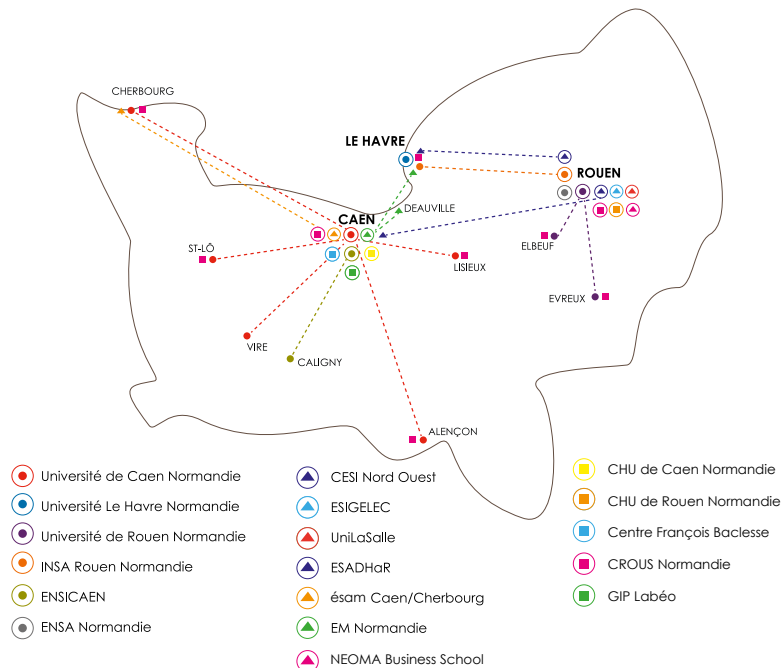 CHERBOURG
LE HAVRE
ROUEN
DEAUVILLE
CAEN
ST-LÔ
LISIEUX
ELBEUF
EVREUX
VIRE
CALIGNY
ALENÇON
Université de Caen Normandie
Université Le Havre Normandie
Université de Rouen Normandie
INSA Rouen Normandie
ENSICAEN
ENSA Normandie
CESI Nord Ouest
ESIGELEC
UniLaSalle
ESADHaR
ésam Caen/Cherbourg
EM Normandie
NEOMA Business School
CHU de Caen Normandie
CHU de Rouen Normandie
Centre François Baclesse
CROUS Normandie
GIP Labéo